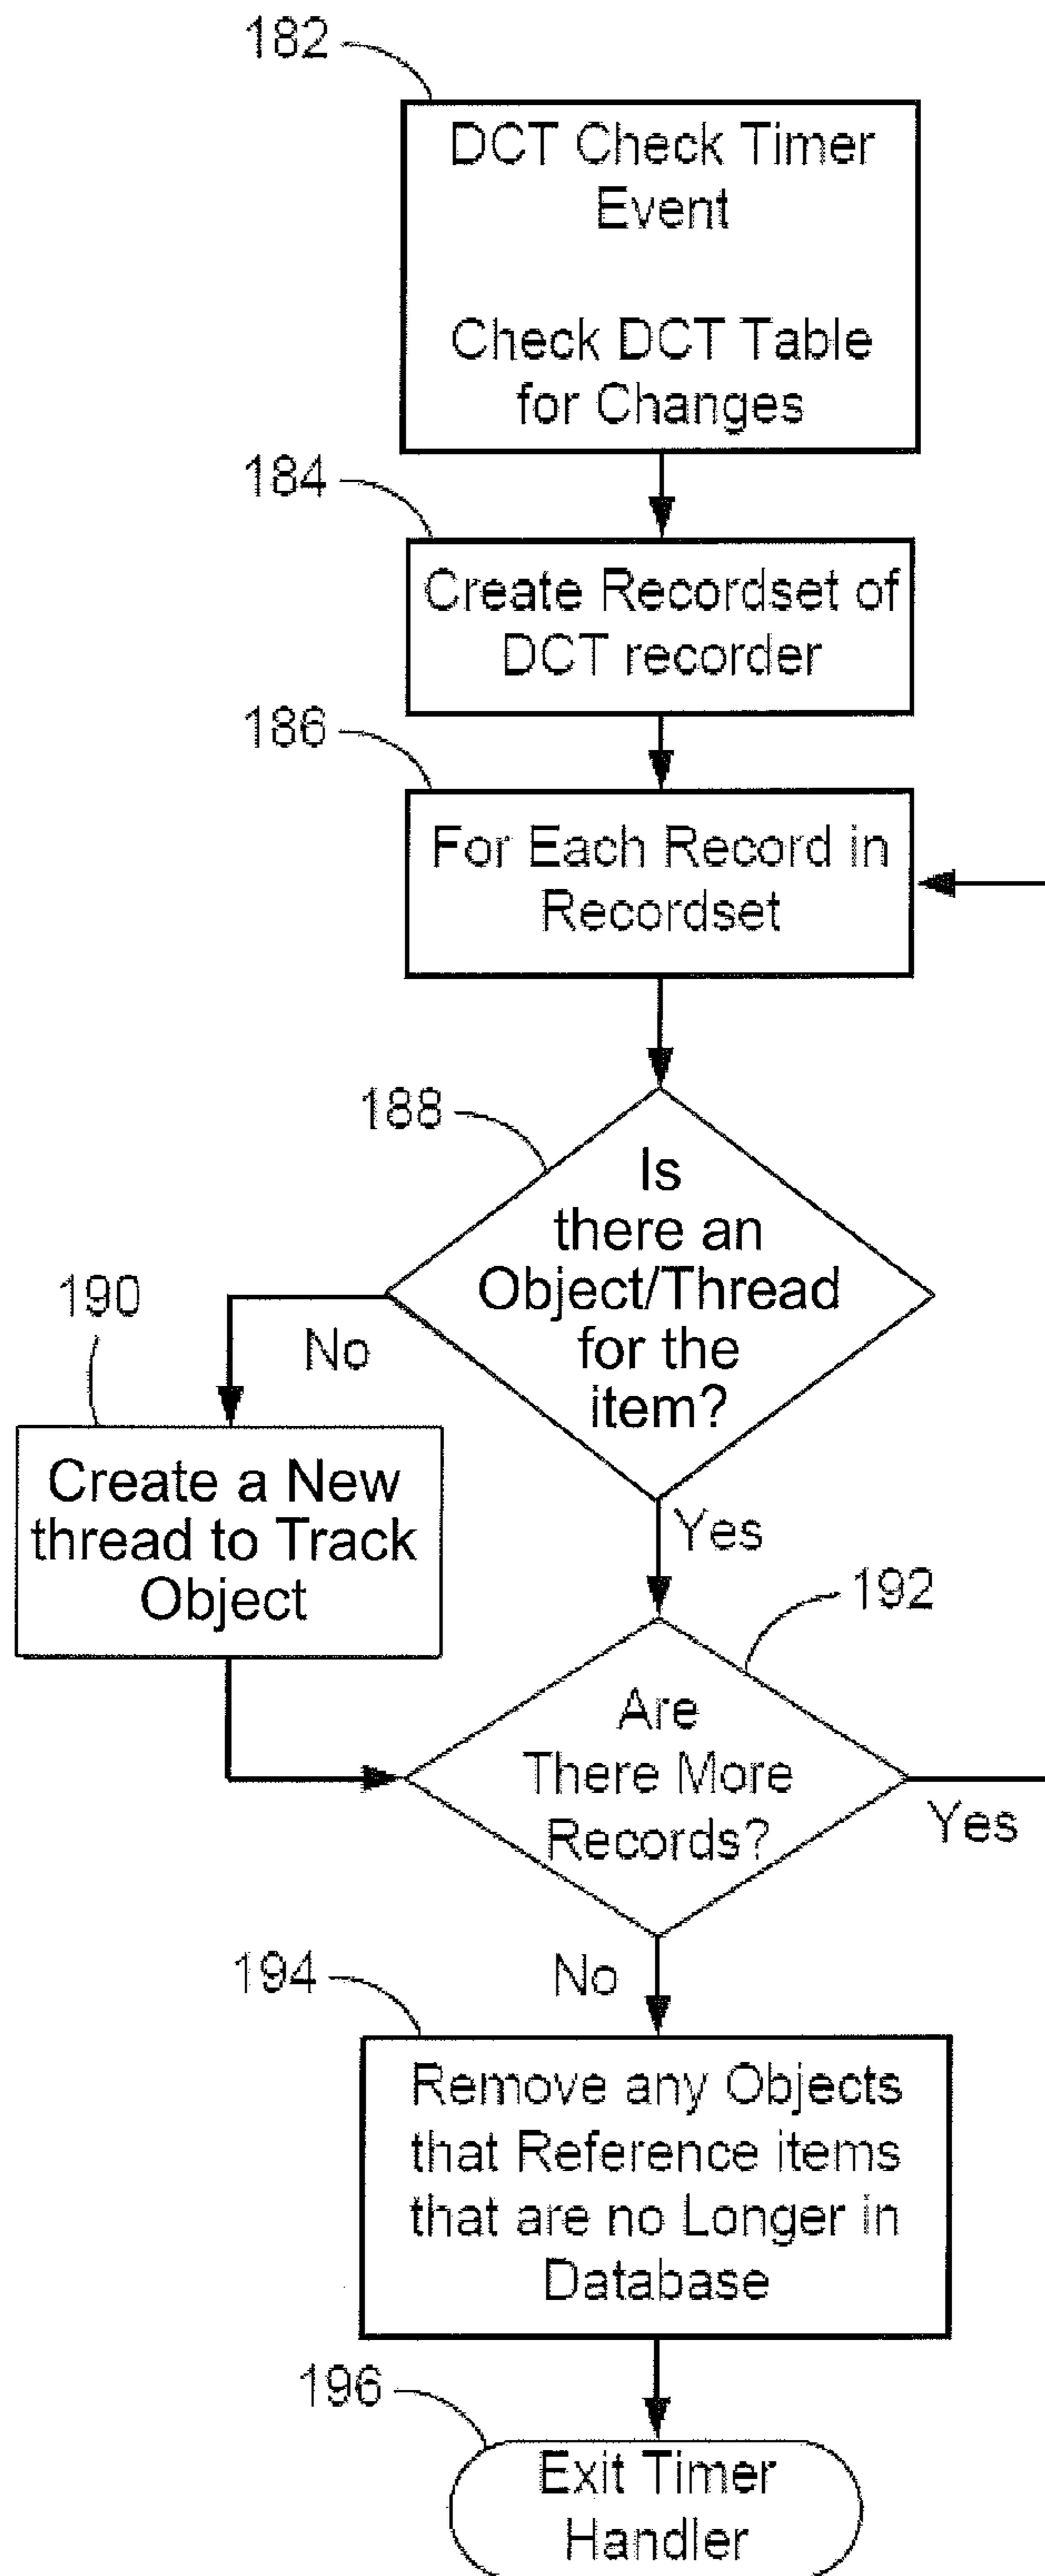 182
DCT Check Timer
Event
Check DCT Table
for Changes
184
Create Recordset of
DCT recorder
186
For Each Record in
Recordset
188
Is
there an
Object/Thread
for the
item?
No
Yes
190
Create a New
thread to Track
Object
192
Are
There More
Records?
Yes
No
194
Remove any Objects
that Reference items
that are no Longer in
Database
196
Exit Timer
Handler